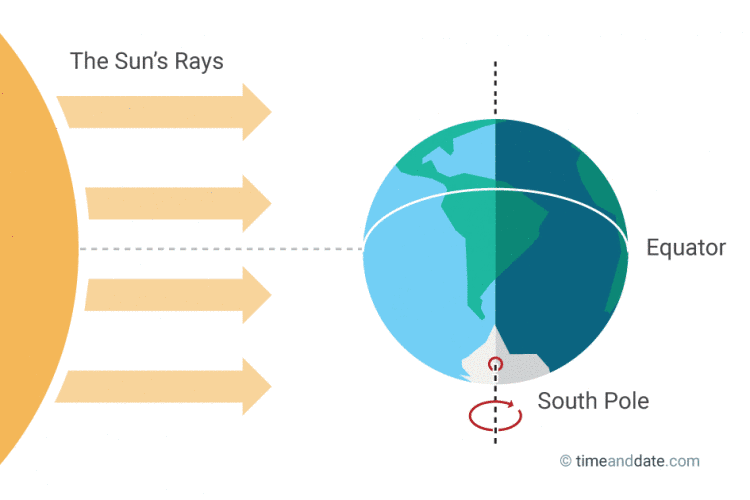 The Sun's Rays
Equator
South Pole
© timeanddate.com